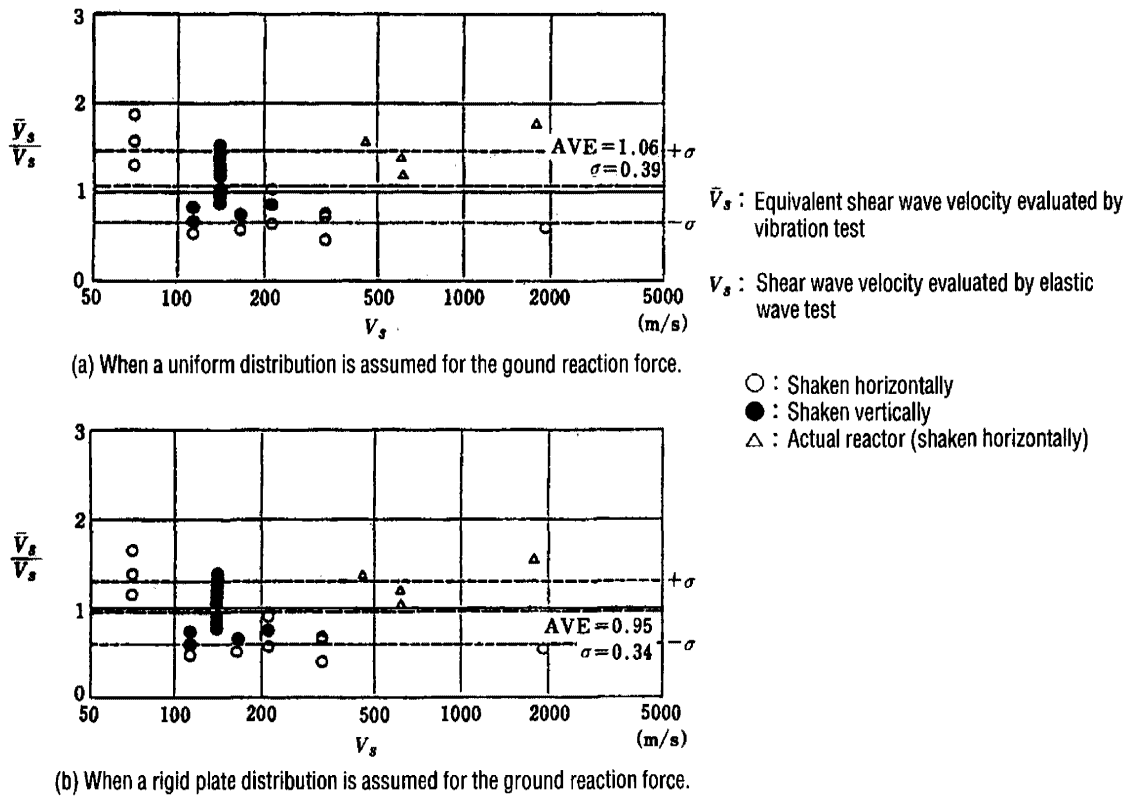 3
2
V̄s
Vs
AVE=1.06
+σ
σ=0.39
1
−σ
0
50 100 200 500 1000 2000 5000
Vs
(m/s)
(a) When a uniform distribution is assumed for the gound reaction force.
V̄s : Equivalent shear wave velocity evaluated by
vibration test
Vs : Shear wave velocity evaluated by elastic
wave test
○ : Shaken horizontally
● : Shaken vertically
△ : Actual reactor (shaken horizontally)
3
2
V̄s
Vs
+σ
1
AVE=0.95
−σ
σ=0.34
0
50 100 200 500 1000 2000 5000
Vs
(m/s)
(b) When a rigid plate distribution is assumed for the ground reaction force.